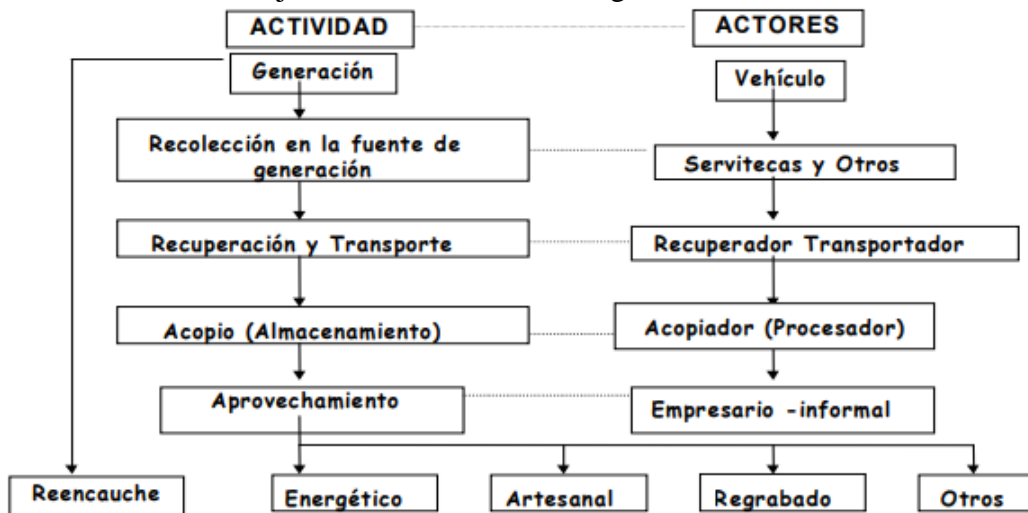 ACTIVIDAD
ACTORES
Generación
Vehículo
Recolección en la fuente de
generación
Servitecas y Otros
Recuperación y Transporte
Recuperador Transportador
Acopio (Almacenamiento)
Acopiador (Procesador)
Aprovechamiento
Empresario -informal
Reencauche
Energético
Artesanal
Regrabado
Otros